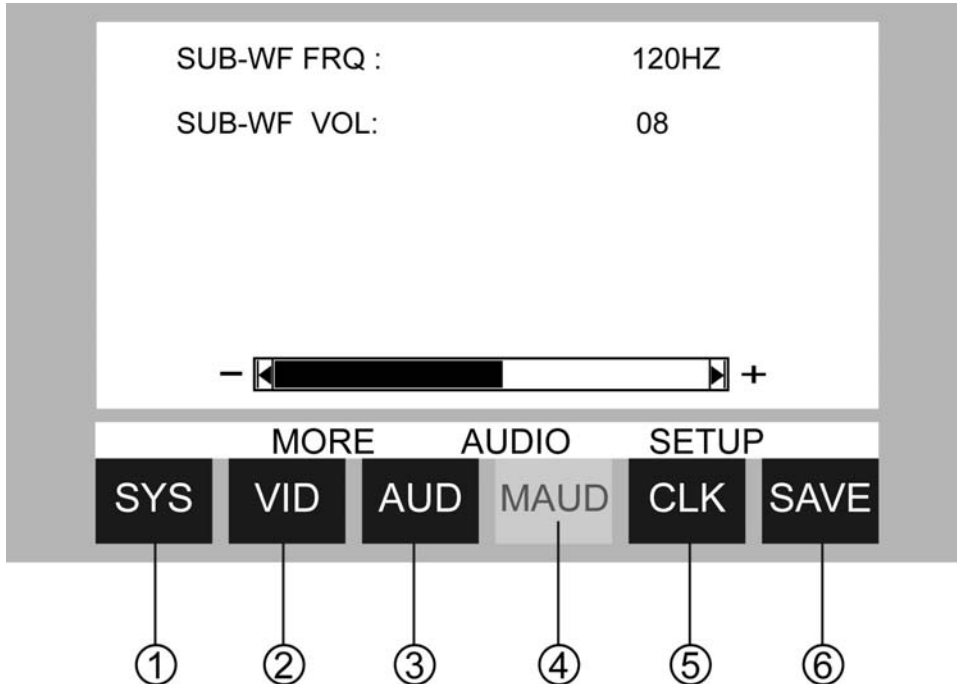 SUB-WF FRQ : 120HZ
SUB-WF VOL: 08
− +
MORE AUDIO SETUP
SYS VID AUD MAUD CLK SAVE
① ② ③ ④ ⑤ ⑥